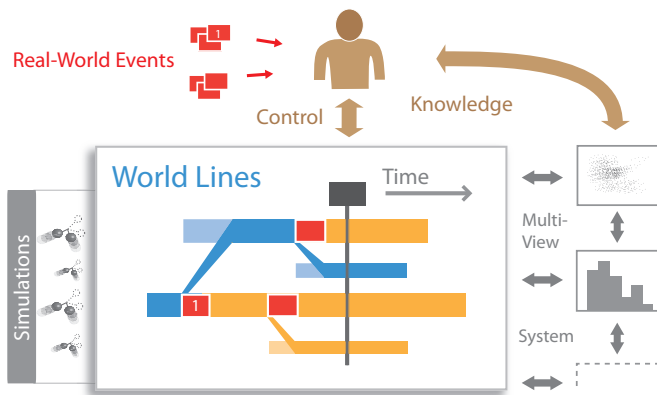 1
Real-World Events
Control
Knowledge
World Lines
Time
Multi-
View
System
Simulations
1